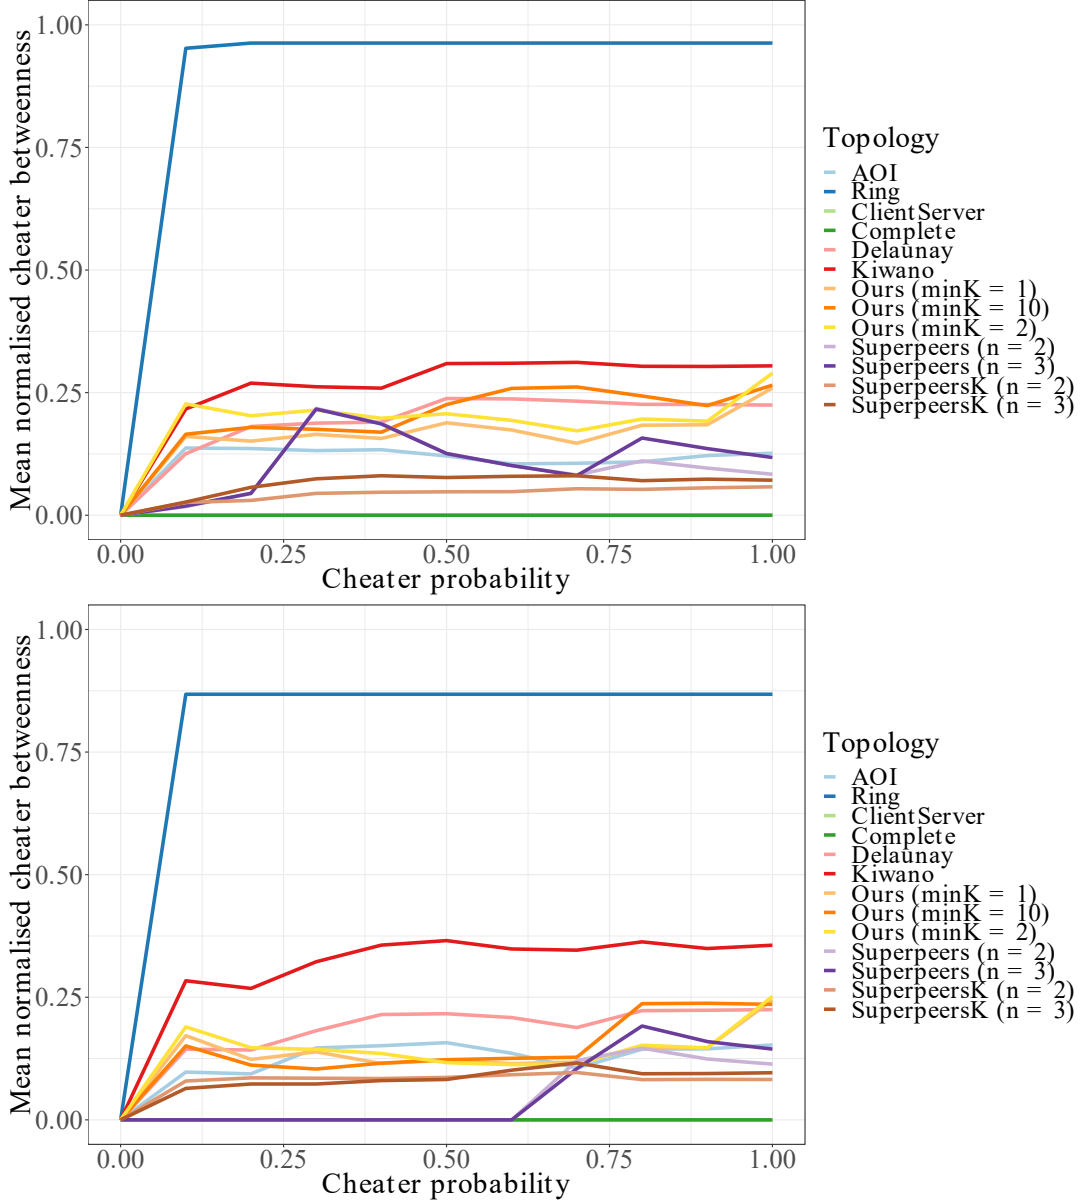 Mean normalised cheater betweenness
1.00
0.75
0.50
0.25
0.00
0.00 0.25 0.50 0.75 1.00
Cheater probability
Topology
AOI
Ring
ClientServer
Complete
Delaunay
Kiwano
Ours (minK = 1)
Ours (minK = 10)
Ours (minK = 2)
Superpeers (n = 2)
Superpeers (n = 3)
SuperpeersK (n = 2)
SuperpeersK (n = 3)
Mean normalised cheater betweenness
1.00
0.75
0.50
0.25
0.00
0.00 0.25 0.50 0.75 1.00
Cheater probability
Topology
AOI
Ring
ClientServer
Complete
Delaunay
Kiwano
Ours (minK = 1)
Ours (minK = 10)
Ours (minK = 2)
Superpeers (n = 2)
Superpeers (n = 3)
SuperpeersK (n = 2)
SuperpeersK (n = 3)